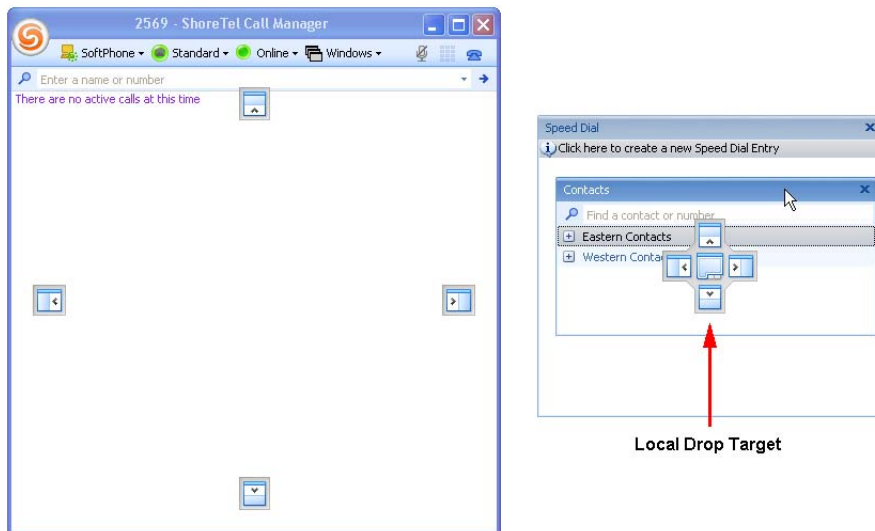 2569 - ShoreTel Call Manager
SoftPhone Standard Online Windows
Enter a name or number
There are no active calls at this time
Speed Dial
Click here to create a new Speed Dial Entry
Contacts
Find a contact or number
Eastern Contacts
Western
Local Drop Target